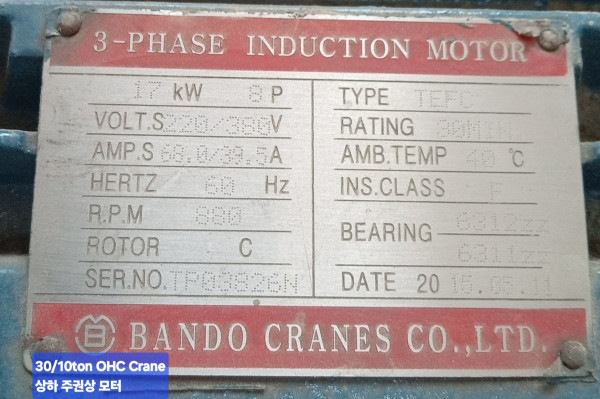 3-PHASE INDUCTION MOTOR
17 kW 8 P
VOLT.S 220/380 V
AMP.S 68.0/39.5 A
HERTZ 60 Hz
R.P.M 880
ROTOR C
SER.NO. TP03826N
TYPE TEFC
RATING 30MIN
AMB.TEMP 40 ℃
INS.CLASS F
BEARING 6312zz
6311zz
DATE 20 15.05.11
BANDO CRANES CO.,LTD.
30/10ton OHC Crane
상하 주권상 모터